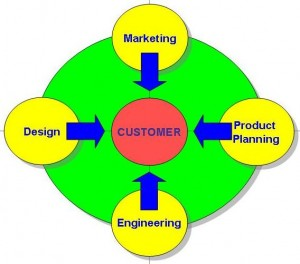 Marketing
Design
CUSTOMER
Product
Planning
Engineering